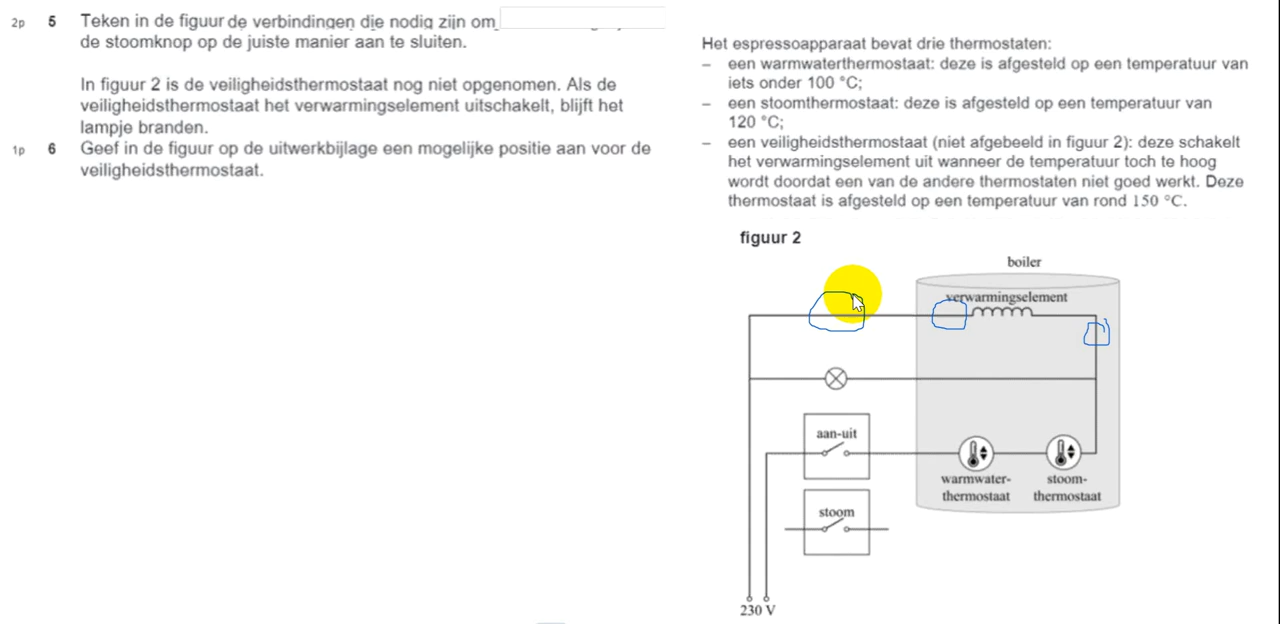 2p 5 Teken in de figuur de verbindingen die nodig zijn om
de stoomknop op de juiste manier aan te sluiten.
In figuur 2 is de veiligheidsthermostaat nog niet opgenomen. Als de
veiligheidsthermostaat het verwarmingselement uitschakelt, blijft het
lampje branden.
1p 6 Geef in de figuur op de uitwerkbijlage een mogelijke positie aan voor de
veiligheidsthermostaat.
Het espressoapparaat bevat drie thermostaten:
– een warmwaterthermostaat: deze is afgesteld op een temperatuur van
iets onder 100 °C;
– een stoomthermostaat: deze is afgesteld op een temperatuur van
120 °C;
– een veiligheidsthermostaat (niet afgebeeld in figuur 2): deze schakelt
het verwarmingselement uit wanneer de temperatuur toch te hoog
wordt doordat een van de andere thermostaten niet goed werkt. Deze
thermostaat is afgesteld op een temperatuur van rond 150 °C.
figuur 2
boiler
verwarmingselement
aan-uit
warmwater-
thermostaat
stoom-
thermostaat
stoom
230 V